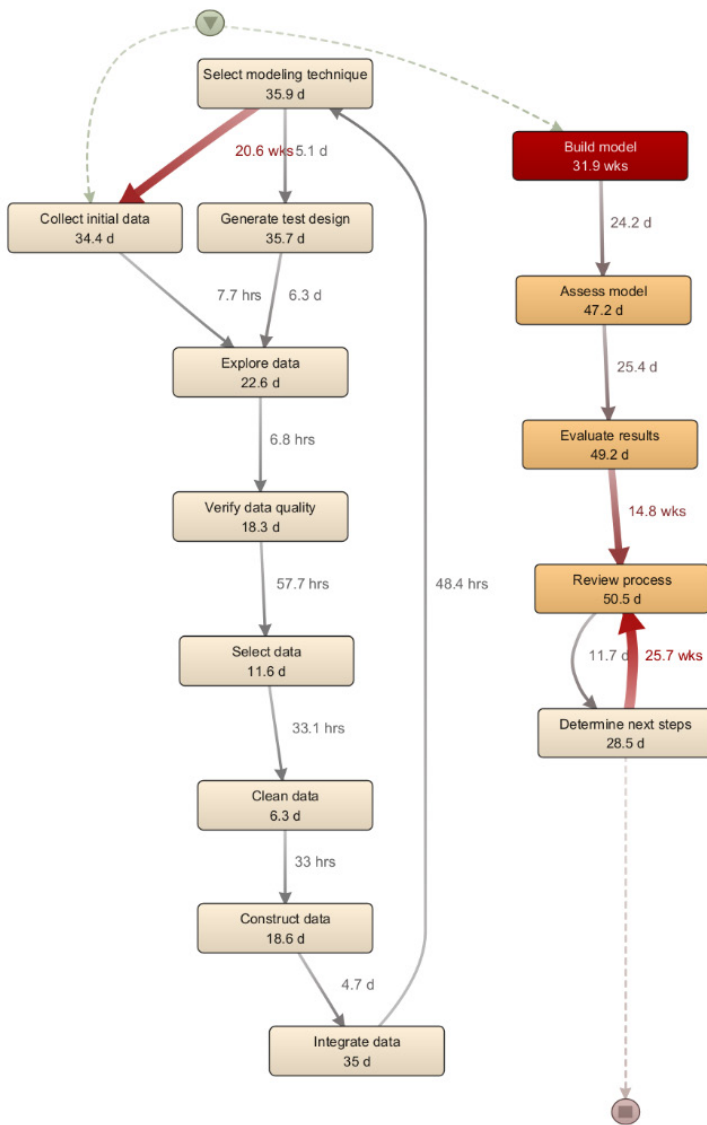 Select modeling technique
35.9 d
Build model
31.9 wks
20.6 wks
5.1 d
Collect initial data
34.4 d
Generate test design
35.7 d
24.2 d
Assess model
47.2 d
7.7 hrs
6.3 d
Explore data
22.6 d
25.4 d
Evaluate results
49.2 d
6.8 hrs
Verify data quality
18.3 d
14.8 wks
57.7 hrs
48.4 hrs
Review process
50.5 d
Select data
11.6 d
11.7 d
25.7 wks
33.1 hrs
Determine next steps
28.5 d
Clean data
6.3 d
33 hrs
Construct data
18.6 d
4.7 d
Integrate data
35 d